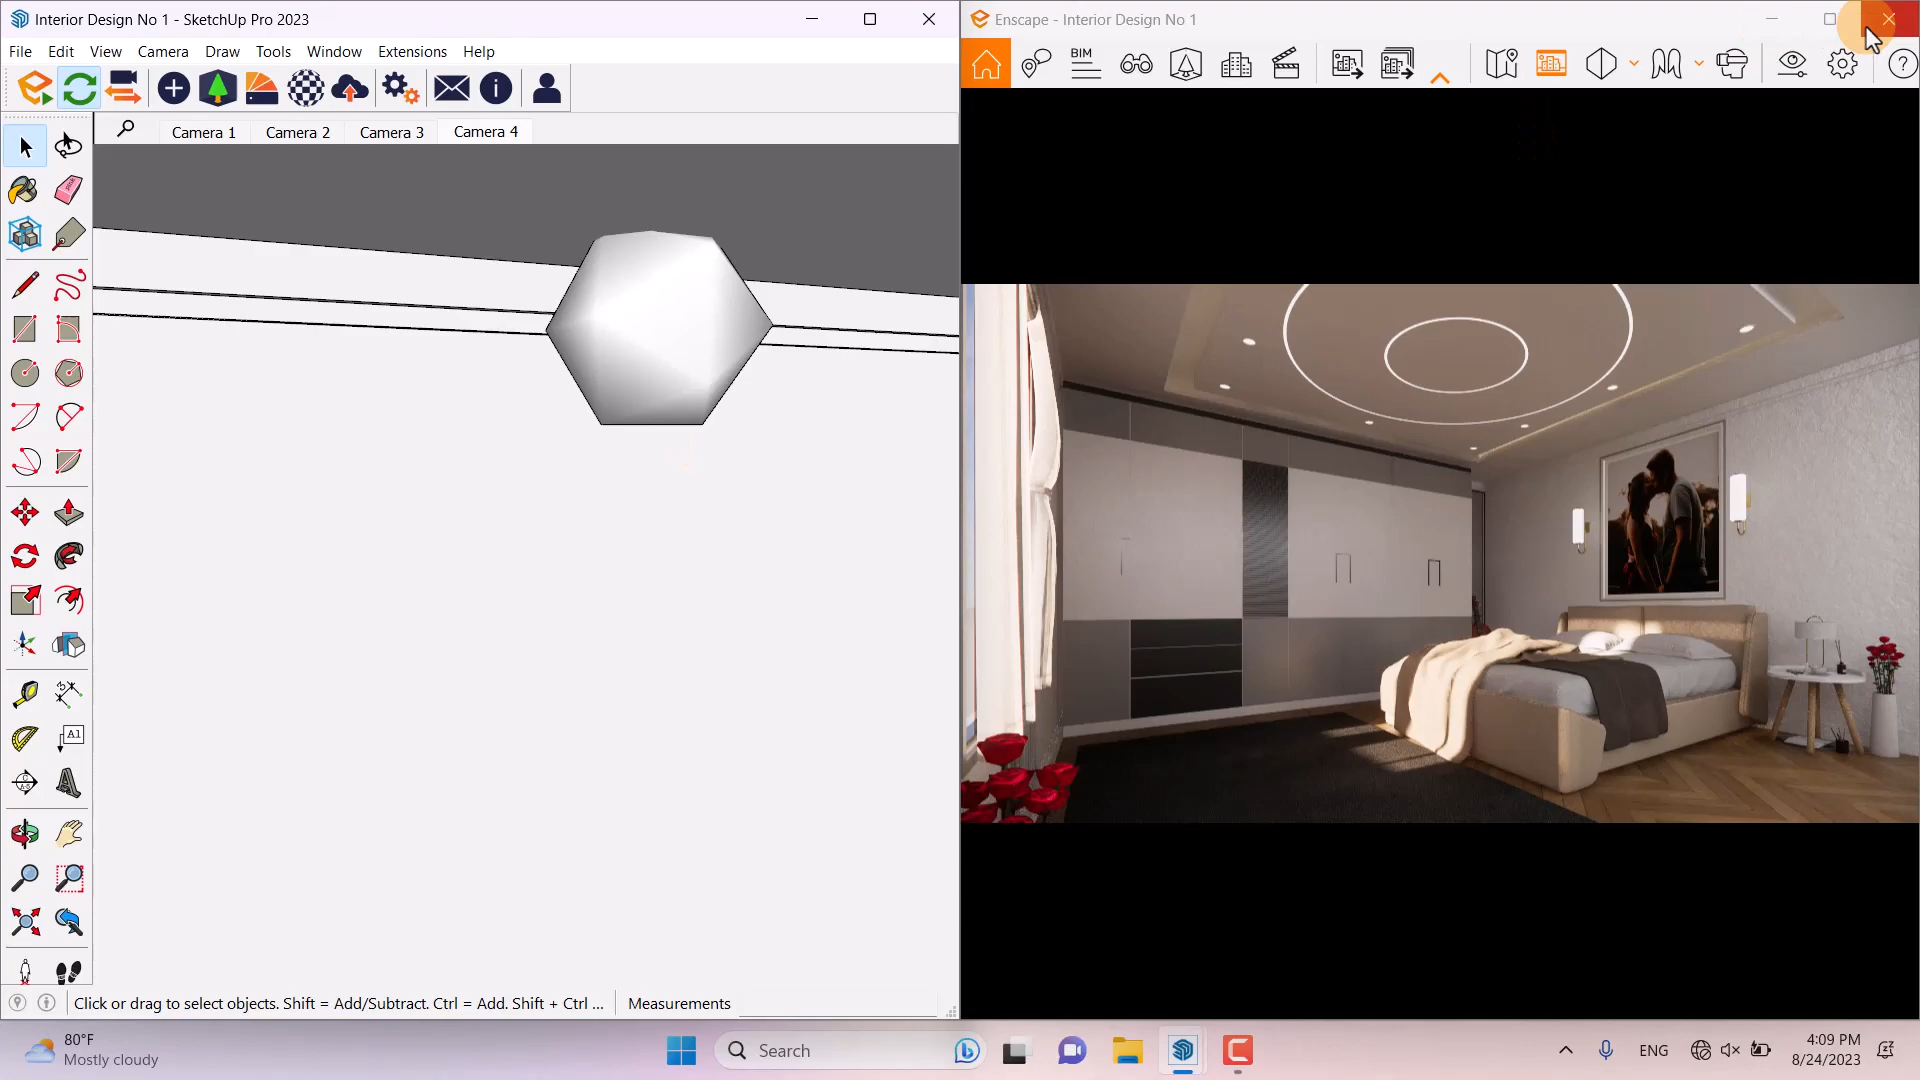 Interior Design No 1 - SketchUp Pro 2023
File Edit View Camera Draw Tools Window Extensions Help
Camera 1 Camera 2 Camera 3 Camera 4
A1
Click or drag to select objects. Shift = Add/Subtract. Ctrl = Add. Shift + Ctrl ...
Measurements
Enscape - Interior Design No 1
BIM
80°F
Mostly cloudy
Search
ENG
4:09 PM
8/24/2023